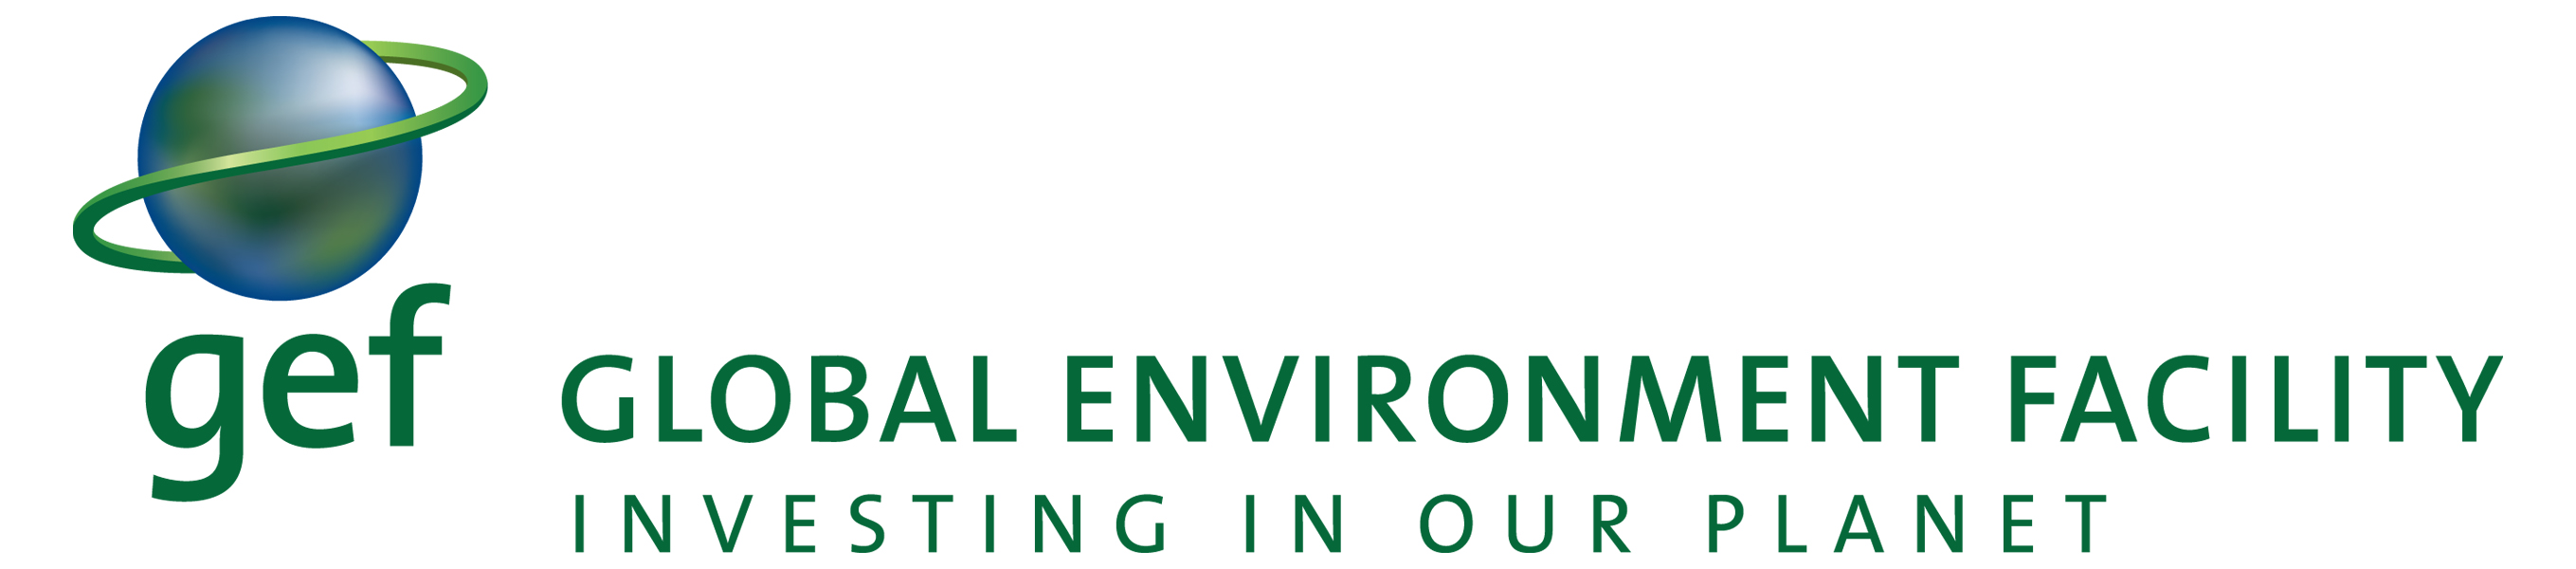 gef
GLOBAL ENVIRONMENT FACILITY
INVESTING IN OUR PLANET